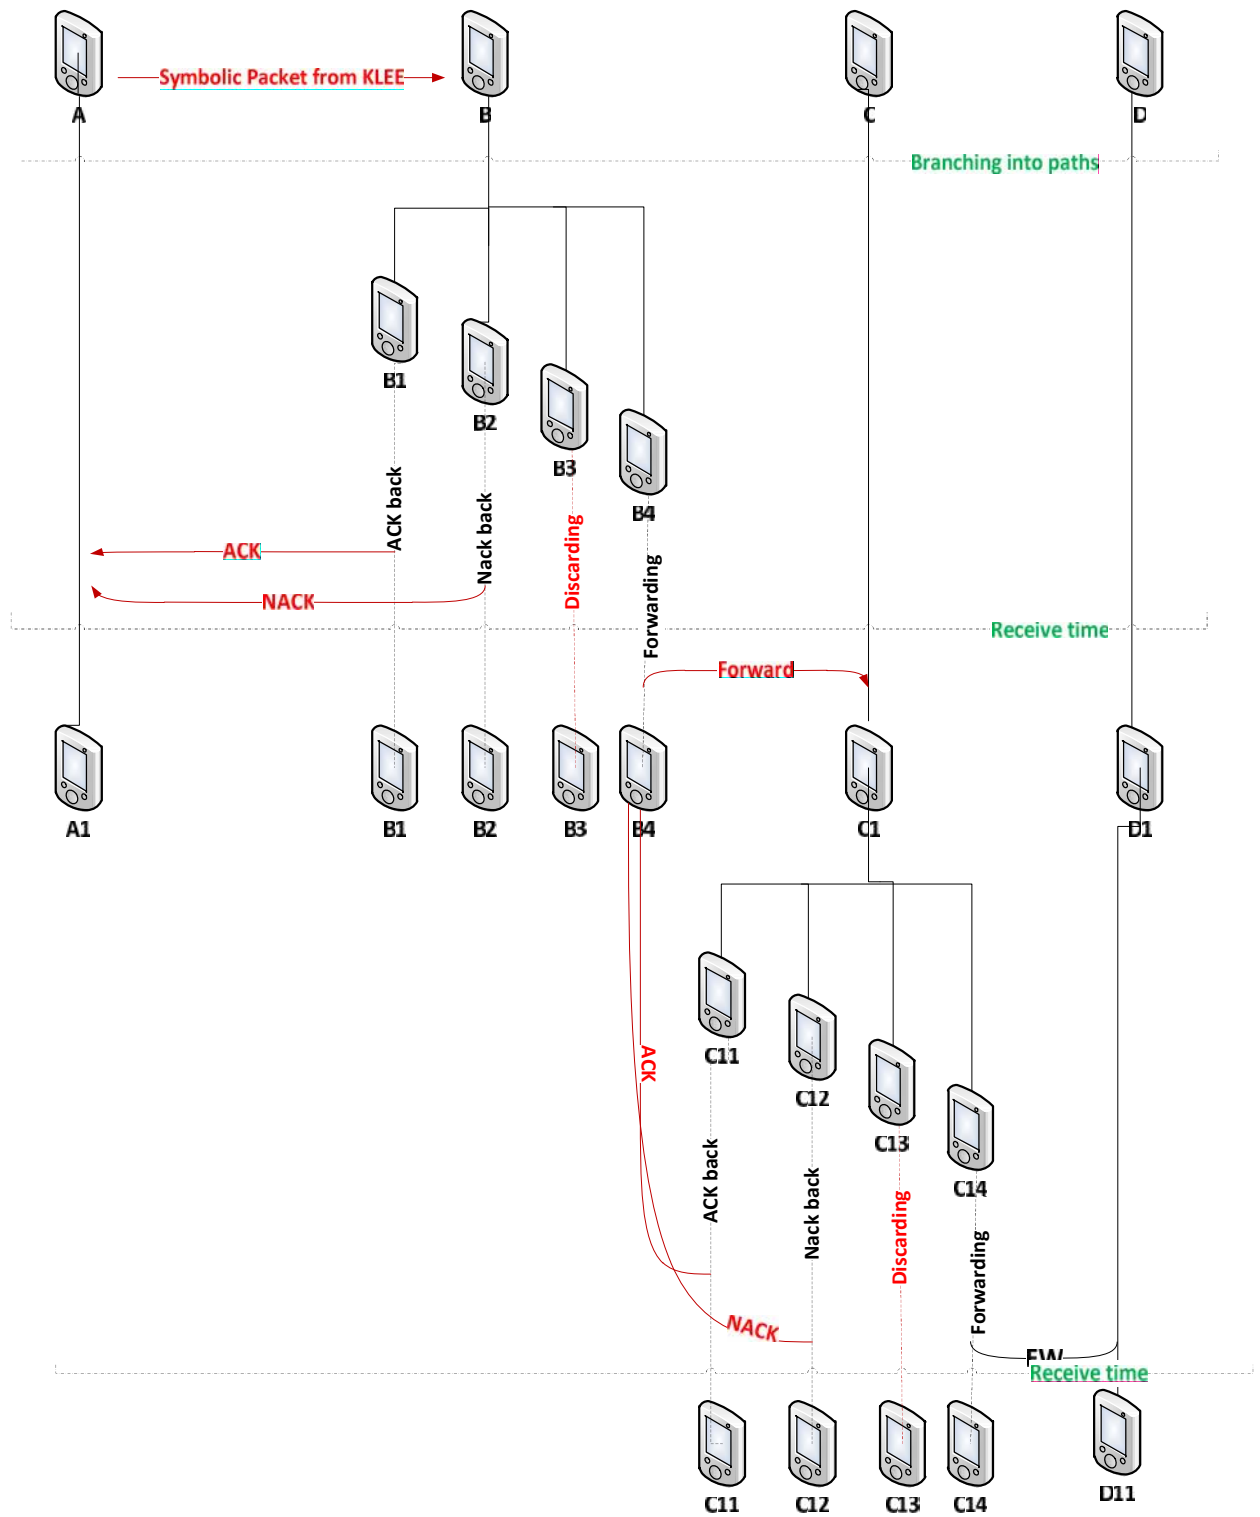 Symbolic Packet from KLEE
A
B
C
D
Branching into paths
B1
B2
B3
B4
ACK back
Nack back
Discarding
Forwarding
ACK
NACK
Receive time
Forward
A1
B1
B2
B3
B4
C1
D1
C11
C12
C13
C14
ACK
ACK back
Nack back
Discarding
Forwarding
NACK
FW
Receive time
C11
C12
C13
C14
D11